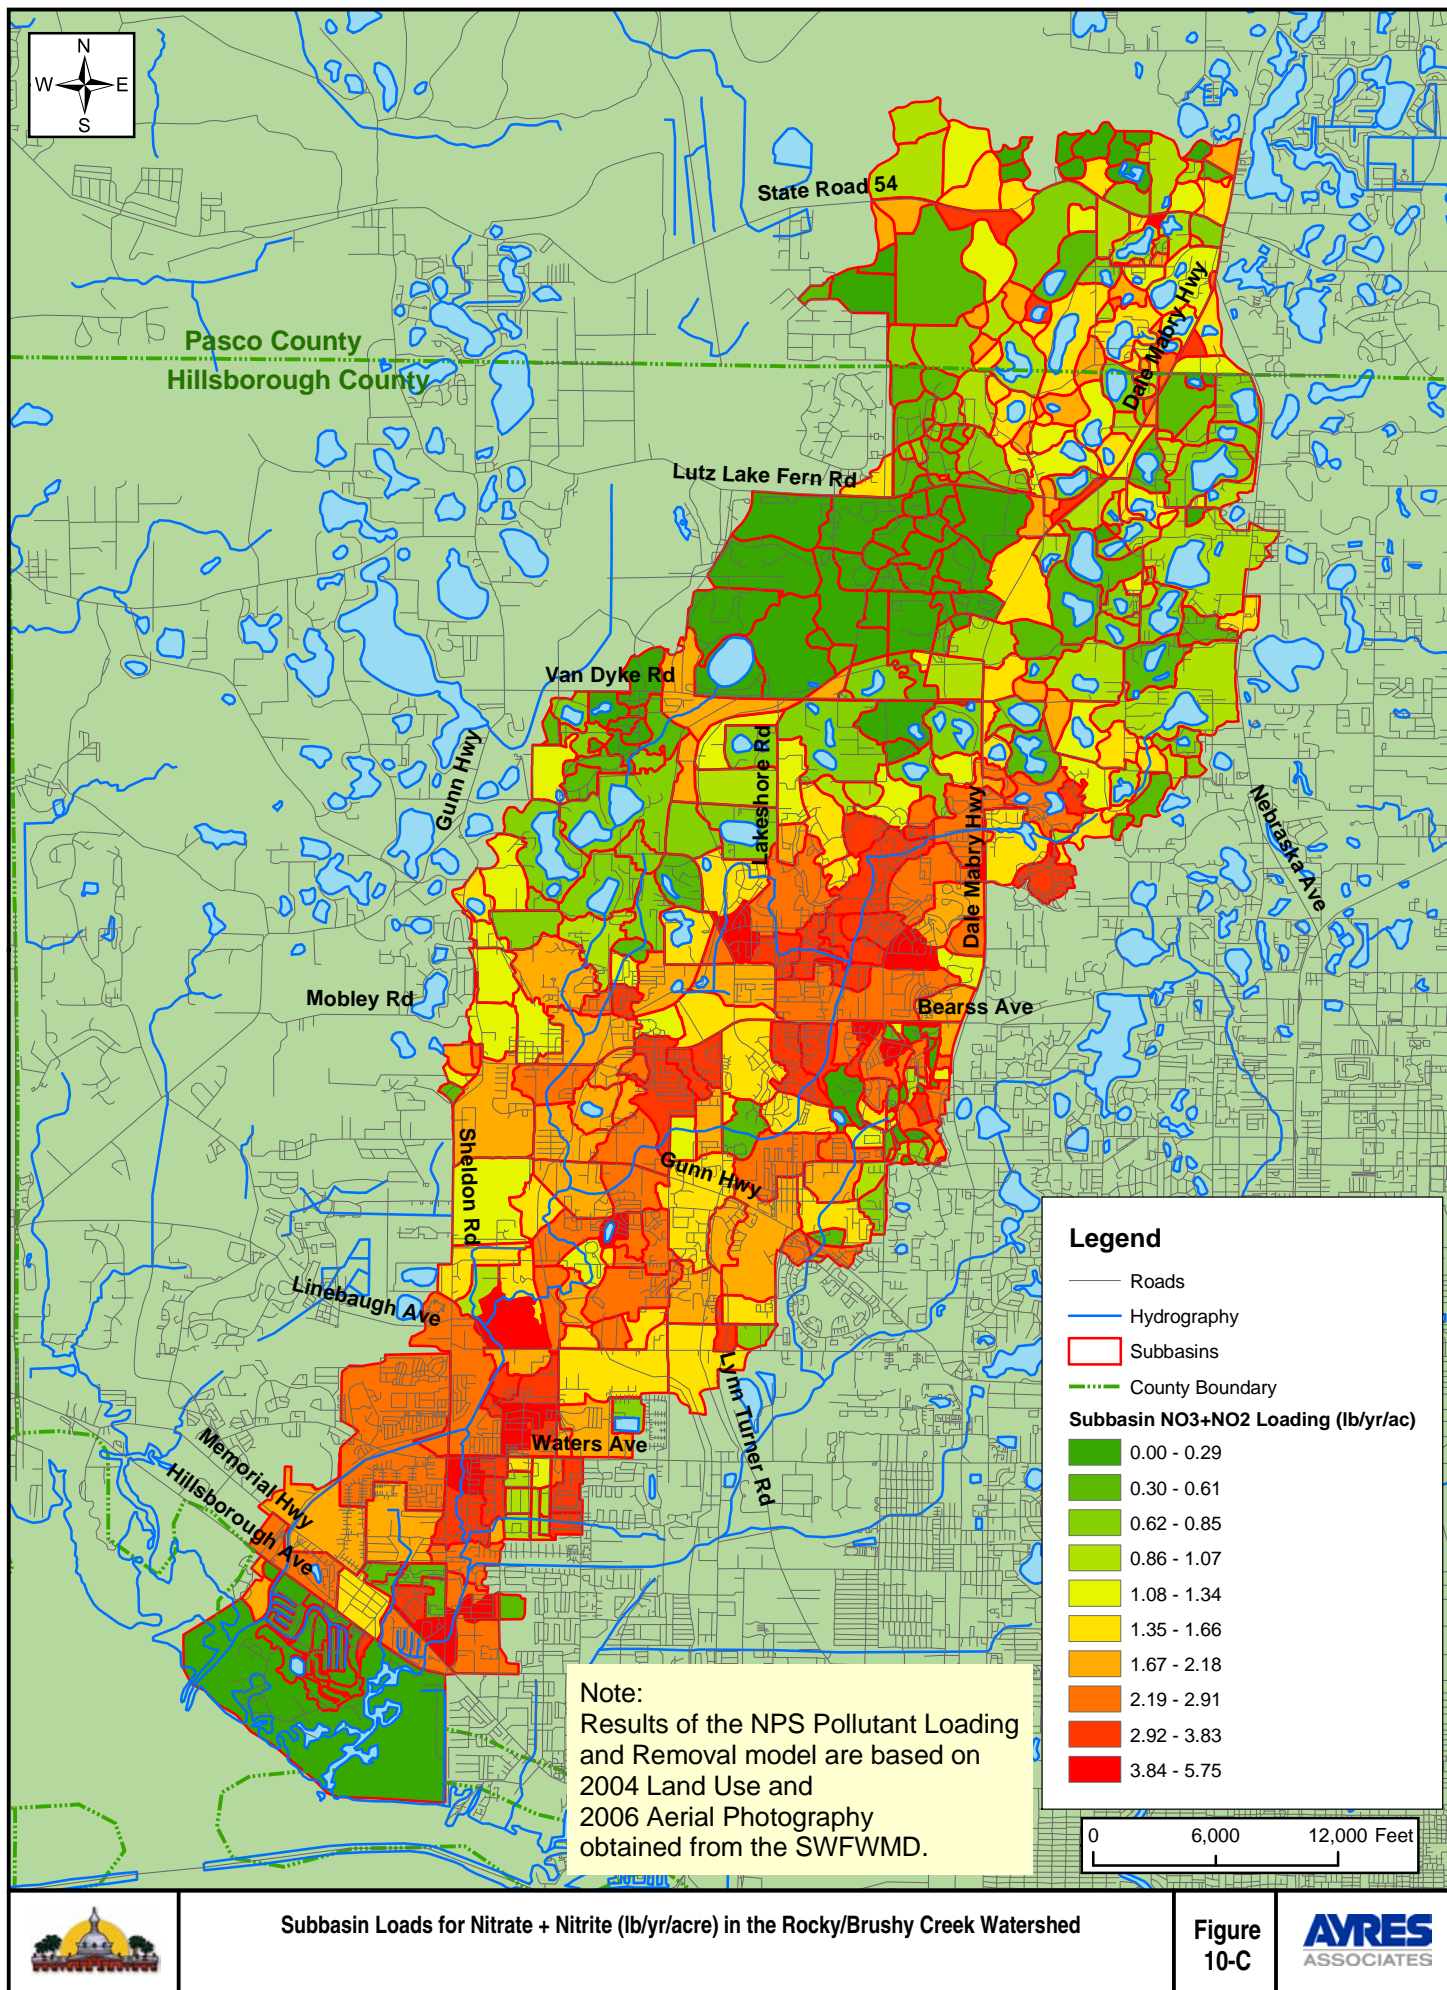 N
W
E
S
State Road 54
Pasco County
Hillsborough County
Dale Mabry Hwy
Lutz Lake Fern Rd
Van Dyke Rd
Gunn Hwy
Lakeshore Rd
Dale Mabry Hwy
Nebraska Ave
Mobley Rd
Bearss Ave
Sheldon Rd
Gunn Hwy
Linebaugh Ave
Lynn Turner Rd
Waters Ave
Memorial Hwy
Hillsborough Ave
Legend
Roads
Hydrography
Subbasins
County Boundary
Subbasin NO3+NO2 Loading (lb/yr/ac)
0.00 - 0.29
0.30 - 0.61
0.62 - 0.85
0.86 - 1.07
1.08 - 1.34
1.35 - 1.66
1.67 - 2.18
2.19 - 2.91
2.92 - 3.83
3.84 - 5.75
Note:
Results of the NPS Pollutant Loading
and Removal model are based on
2004 Land Use and
2006 Aerial Photography
obtained from the SWFWMD.
0 6,000 12,000 Feet
Subbasin Loads for Nitrate + Nitrite (lb/yr/acre) in the Rocky/Brushy Creek Watershed
Figure
10-C
AYRES
ASSOCIATES